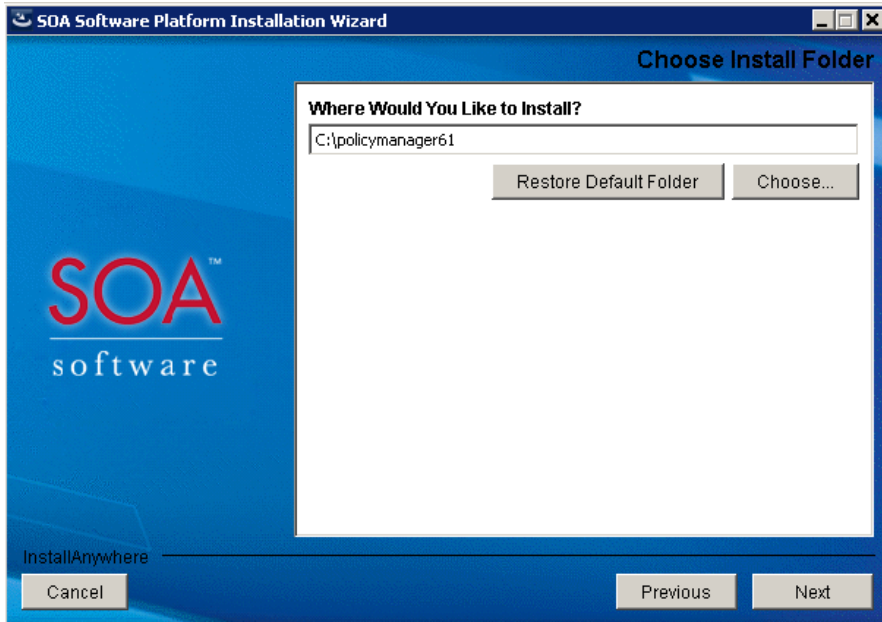 SOA Software Platform Installation Wizard
Choose Install Folder
Where Would You Like to Install?
C:\policymanager61
Restore Default Folder
Choose...
SOA™
software
InstallAnywhere
Cancel
Previous
Next